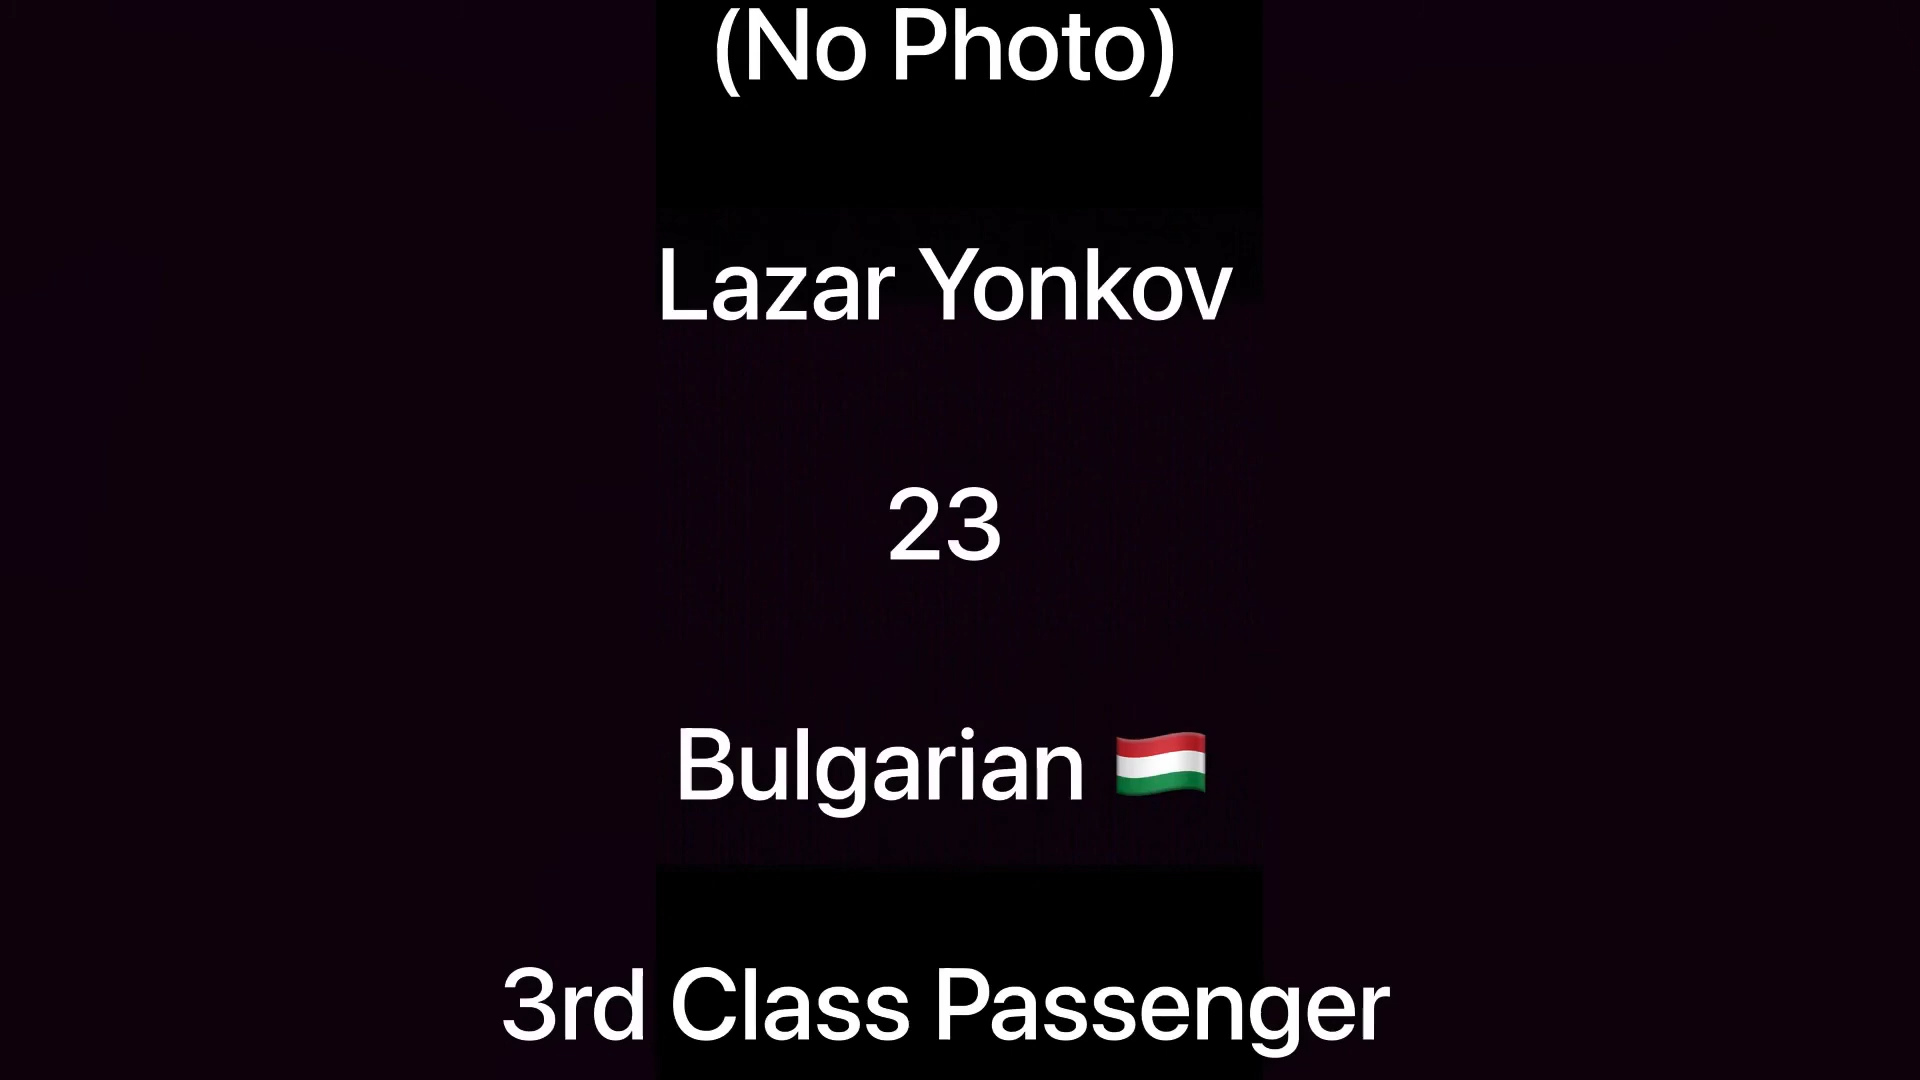 (No Photo)
Lazar Yonkov
23
Bulgarian 🇭🇺
3rd Class Passenger